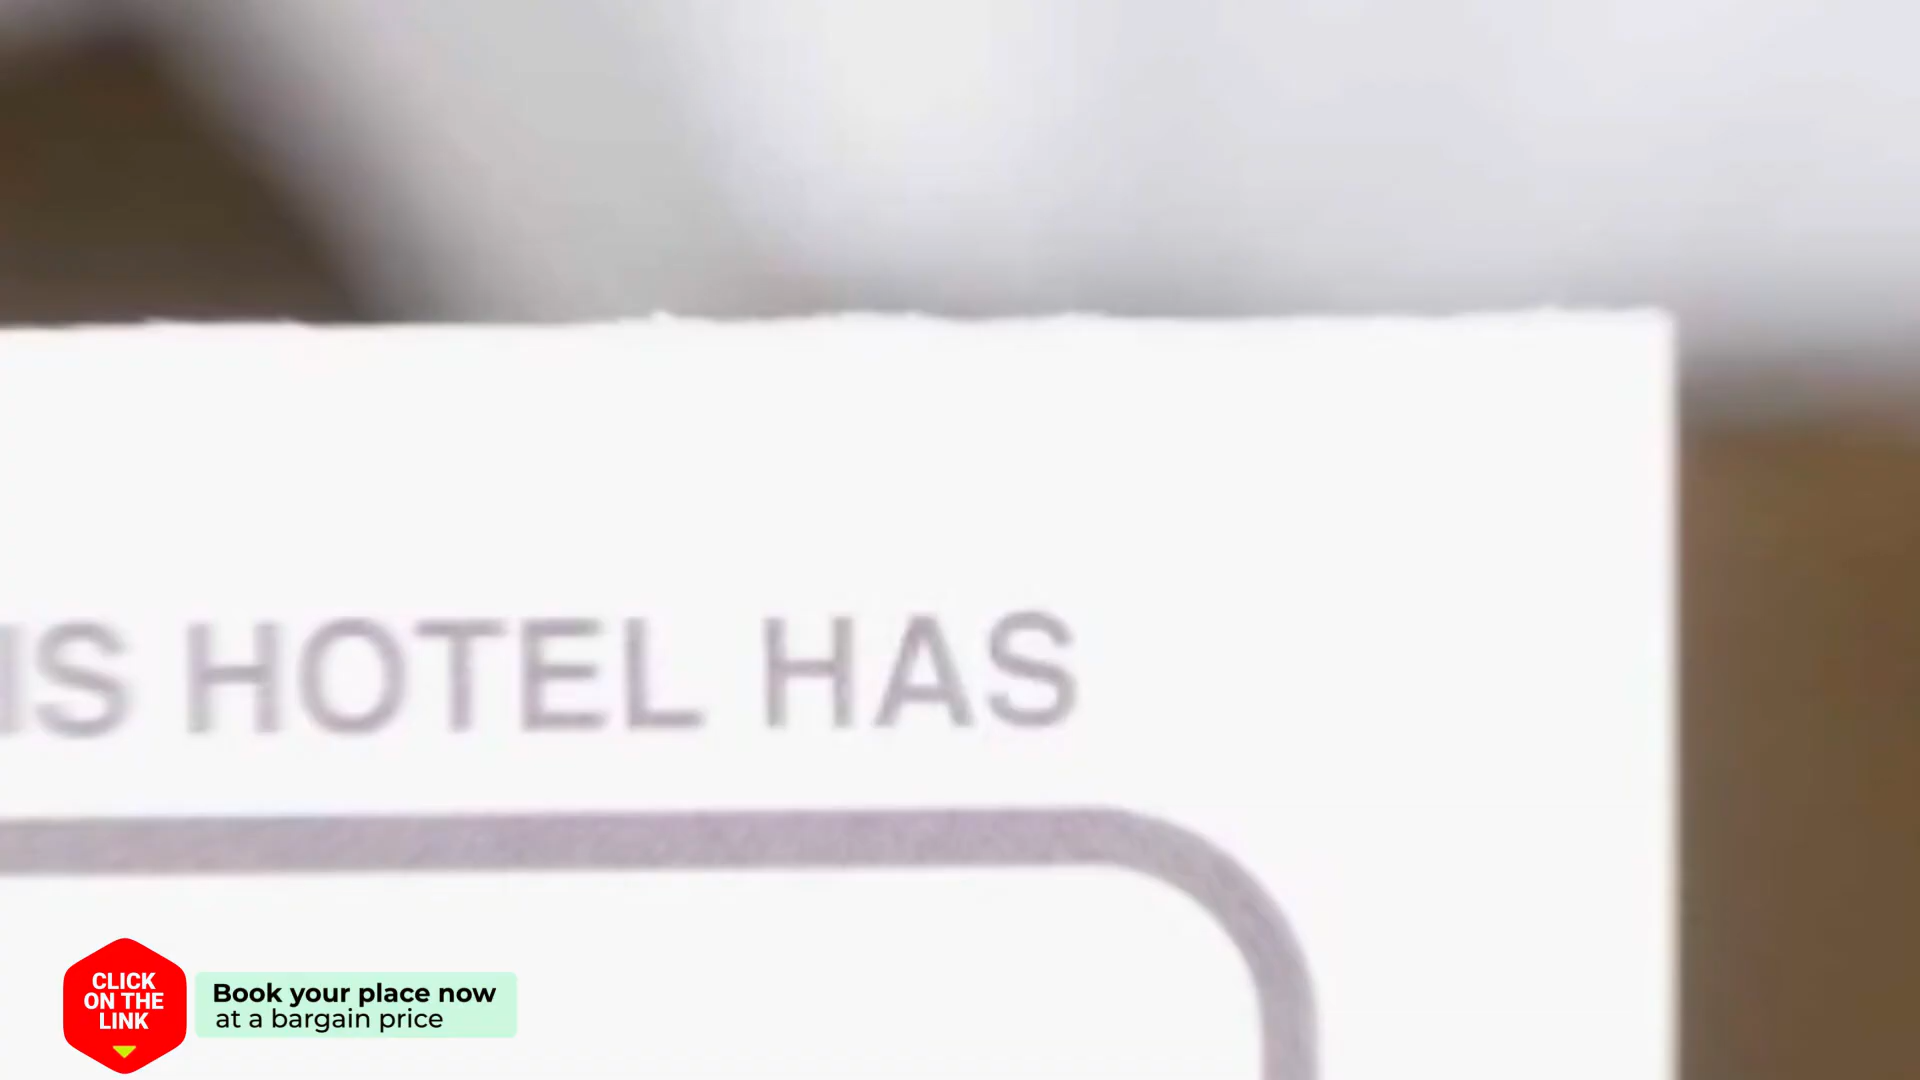 IS HOTEL HAS
CLICK
ON THE
LINK
Book your place now
at a bargain price